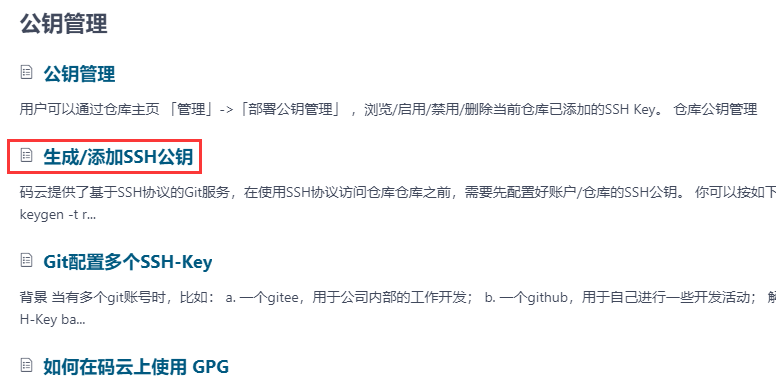 公钥管理
公钥管理
用户可以通过仓库主页 「管理」->「部署公钥管理」 ，浏览/启用/禁用/删除当前仓库已添加的SSH Key。 仓库公钥管理
生成/添加SSH公钥
码云提供了基于SSH协议的Git服务，在使用SSH协议访问仓库仓库之前，需要先配置好账户/仓库的SSH公钥。 你可以按如下
keygen -t r...
Git配置多个SSH-Key
背景 当有多个git账号时，比如： a. 一个gitee，用于公司内部的工作开发； b. 一个github，用于自己进行一些开发活动； 解
H-Key ba...
如何在码云上使用 GPG